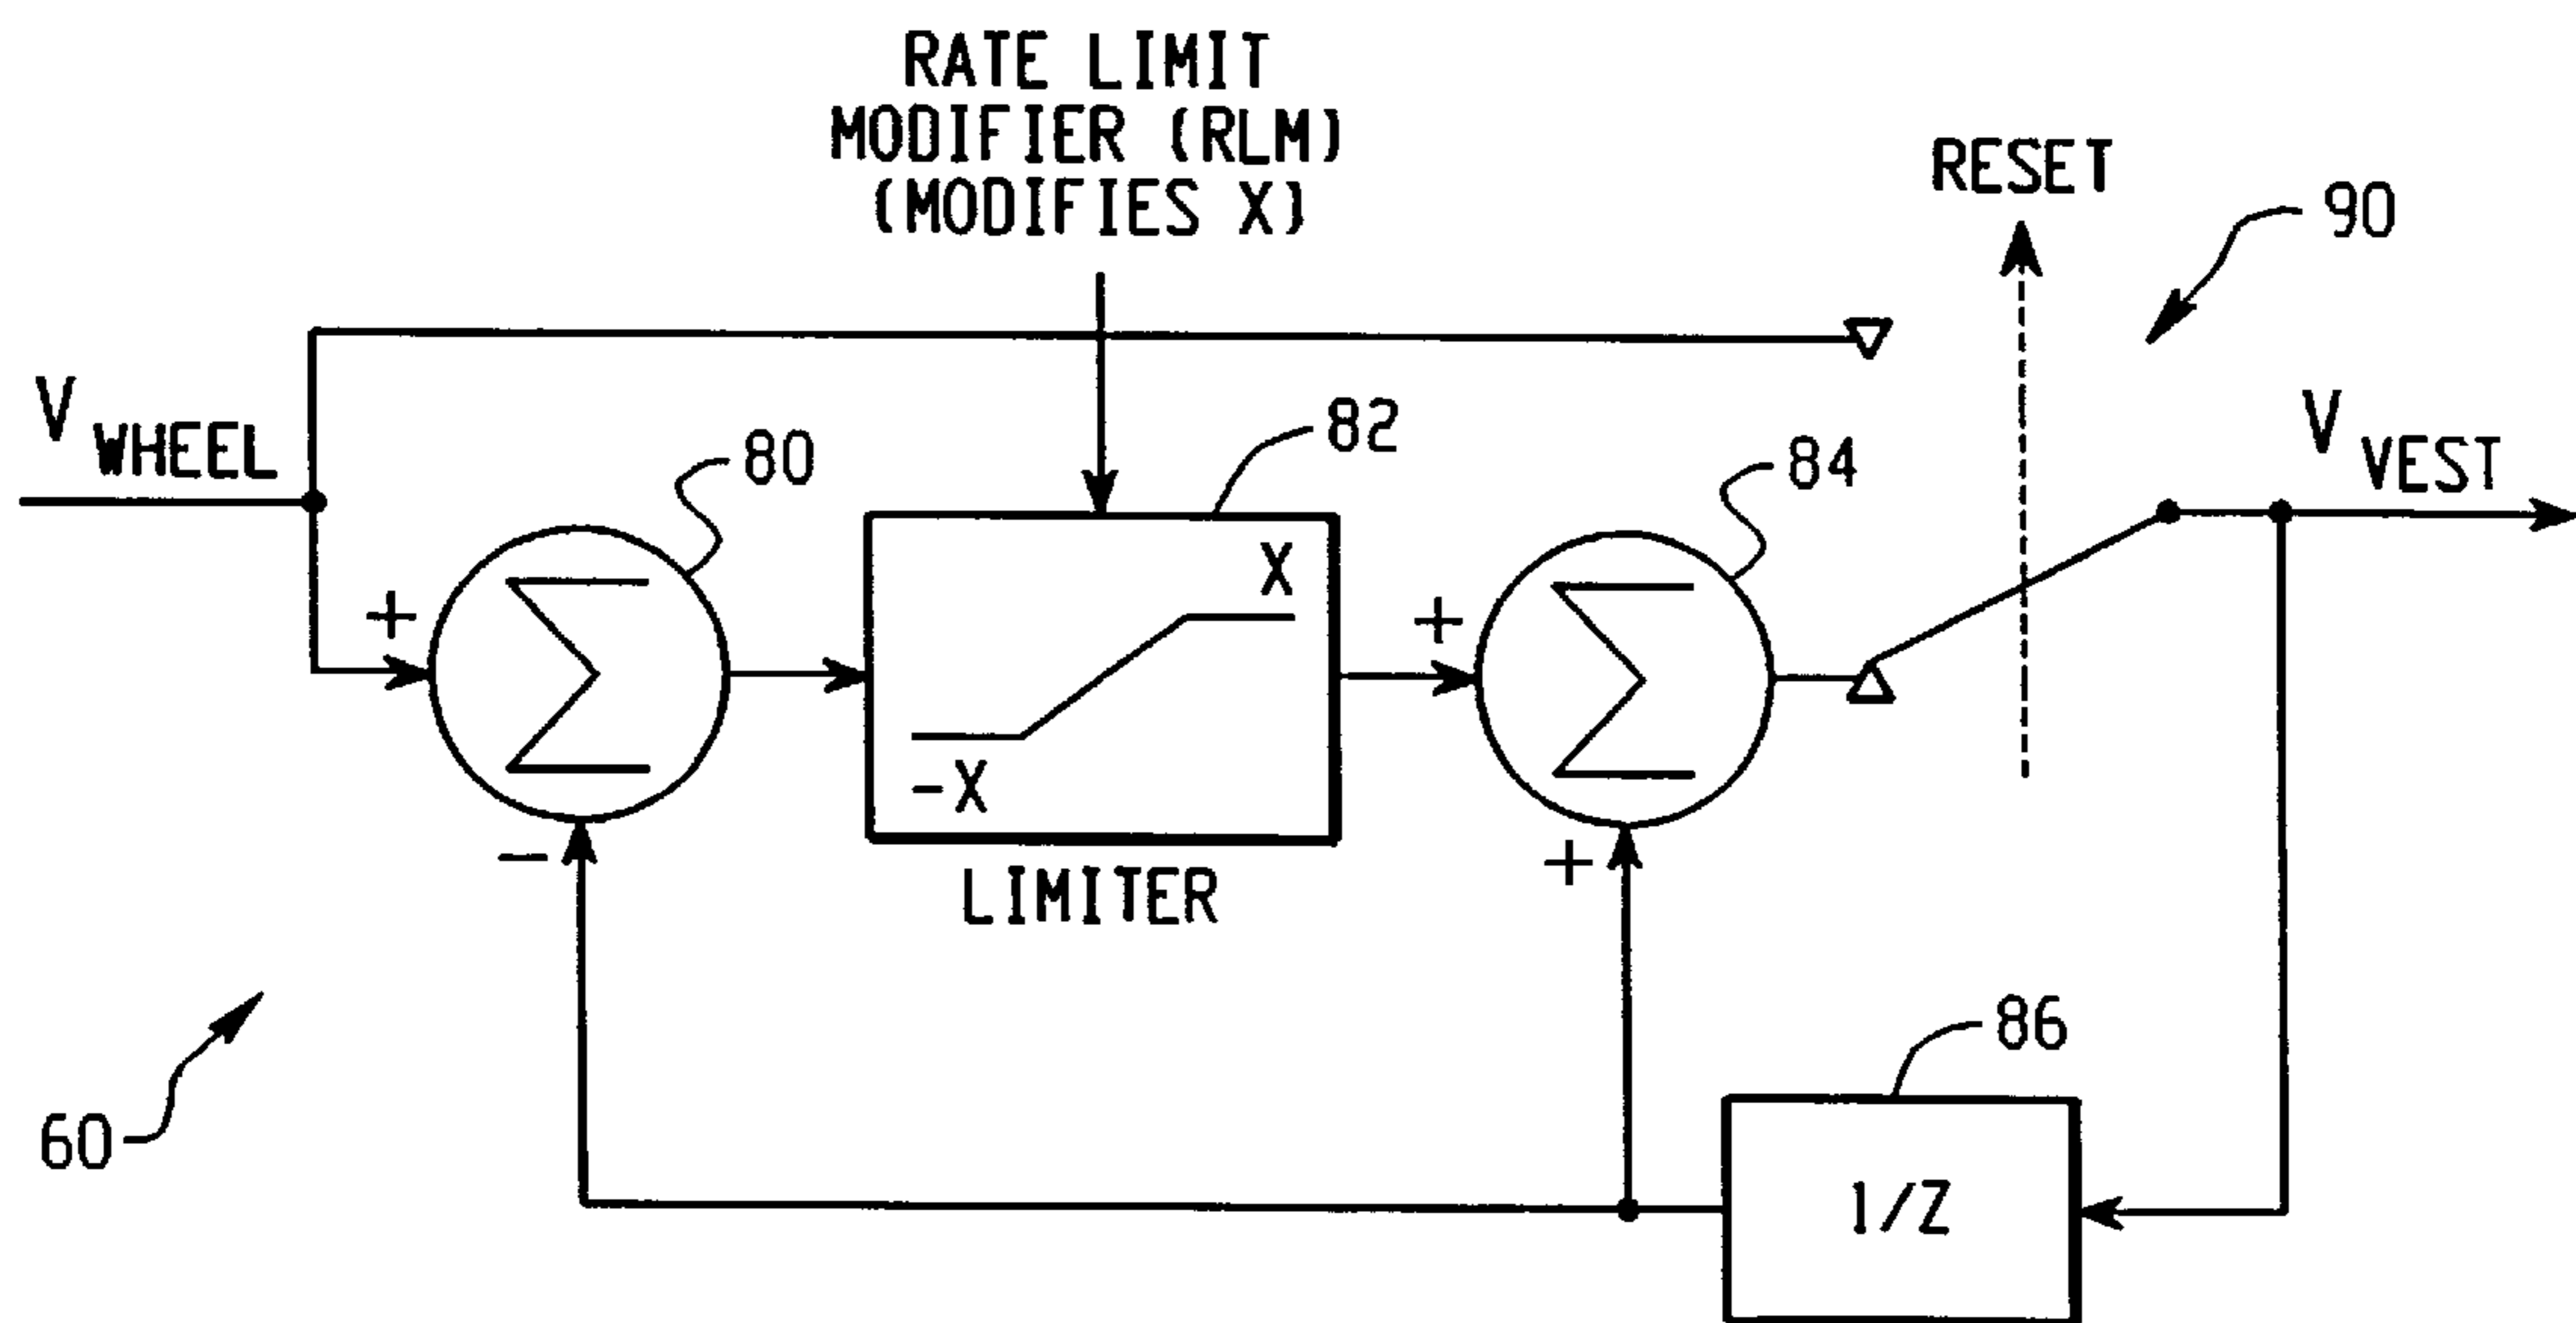 RATE LIMIT
MODIFIER (RLM)
(MODIFIES X)
RESET
90
V WHEEL
80
82
84
V VEST
+
X
-X
+
-
LIMITER
+
86
1/Z
60